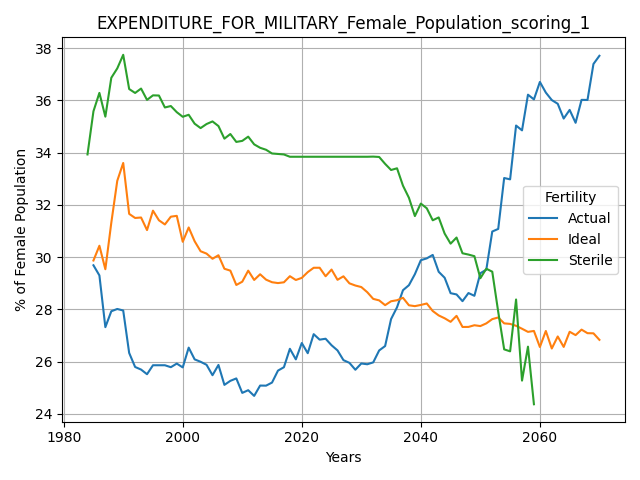 EXPENDITURE_FOR_MILITARY_Female_Population_scoring_1
% of Female Population
38
36
34
32
30
28
26
24
Fertility
Actual
Ideal
Sterile
1980 2000 2020 2040 2060
Years